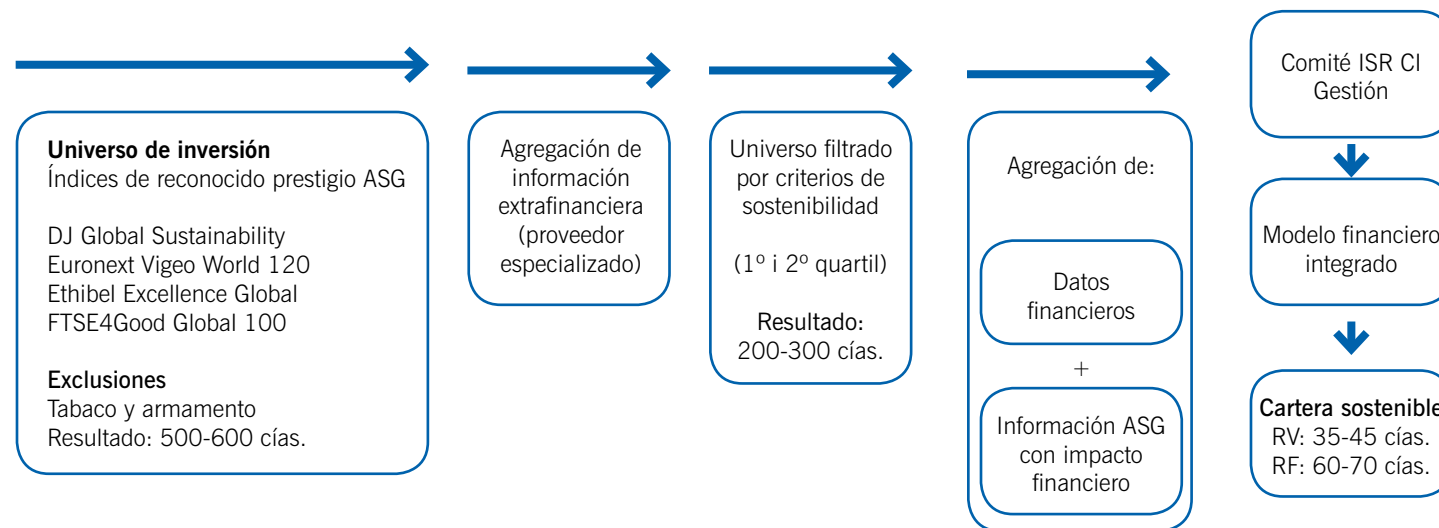 Universo de inversión
Índices de reconocido prestigio ASG
DJ Global Sustainability
Euronext Vigeo World 120
Ethibel Excellence Global
FTSE4Good Global 100
Exclusiones
Tabaco y armamento
Resultado: 500-600 cías.
Agregación de
información
extrafinanciera
(proveedor
especializado)
Universo filtrado
por criterios de
sostenibilidad
(1º i 2º quartil)
Resultado:
200-300 cías.
Agregación de:
Datos
financieros
+
Información ASG
con impacto
financiero
Comité ISR CI
Gestión
Modelo financiero
integrado
Cartera sostenible
RV: 35-45 cías.
RF: 60-70 cías.